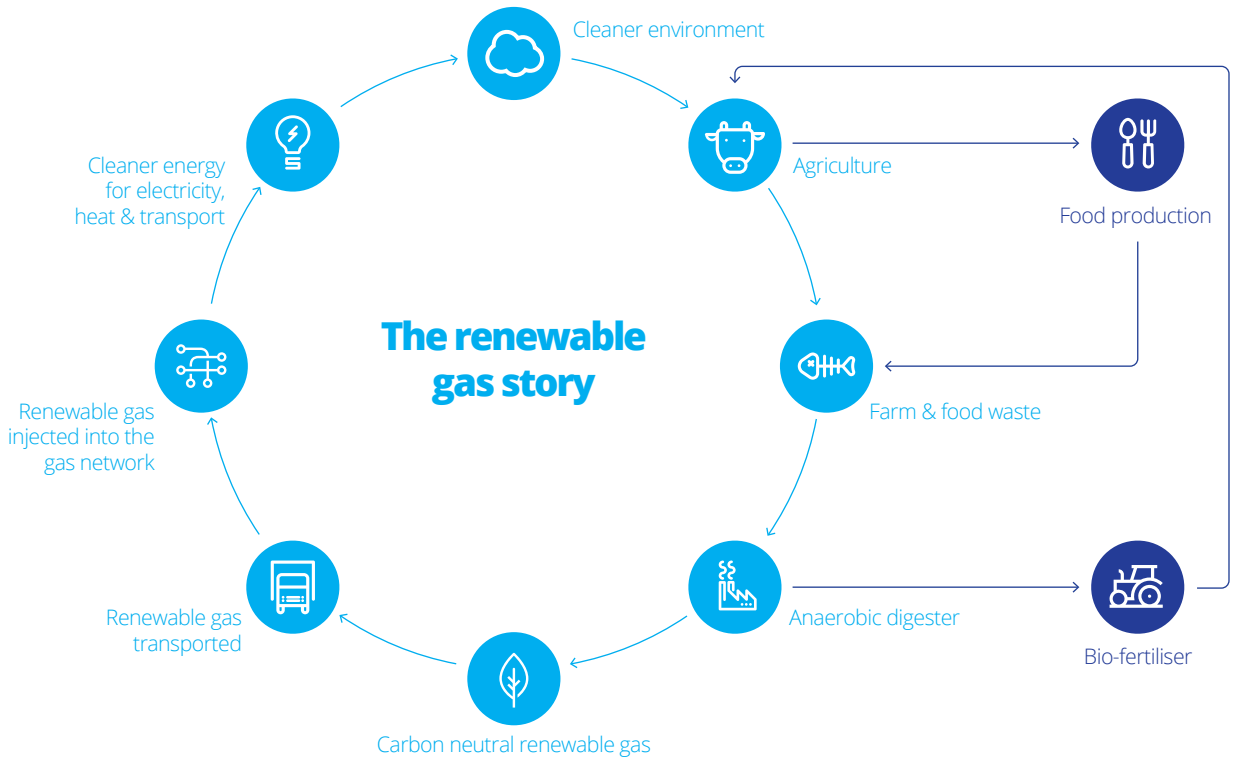 Cleaner environment
Cleaner energy
for electricity,
heat & transport
Agriculture
Food production
The renewable
gas story
Renewable gas
injected into the
gas network
Farm & food waste
Renewable gas
transported
Anaerobic digester
Bio-fertiliser
Carbon neutral renewable gas